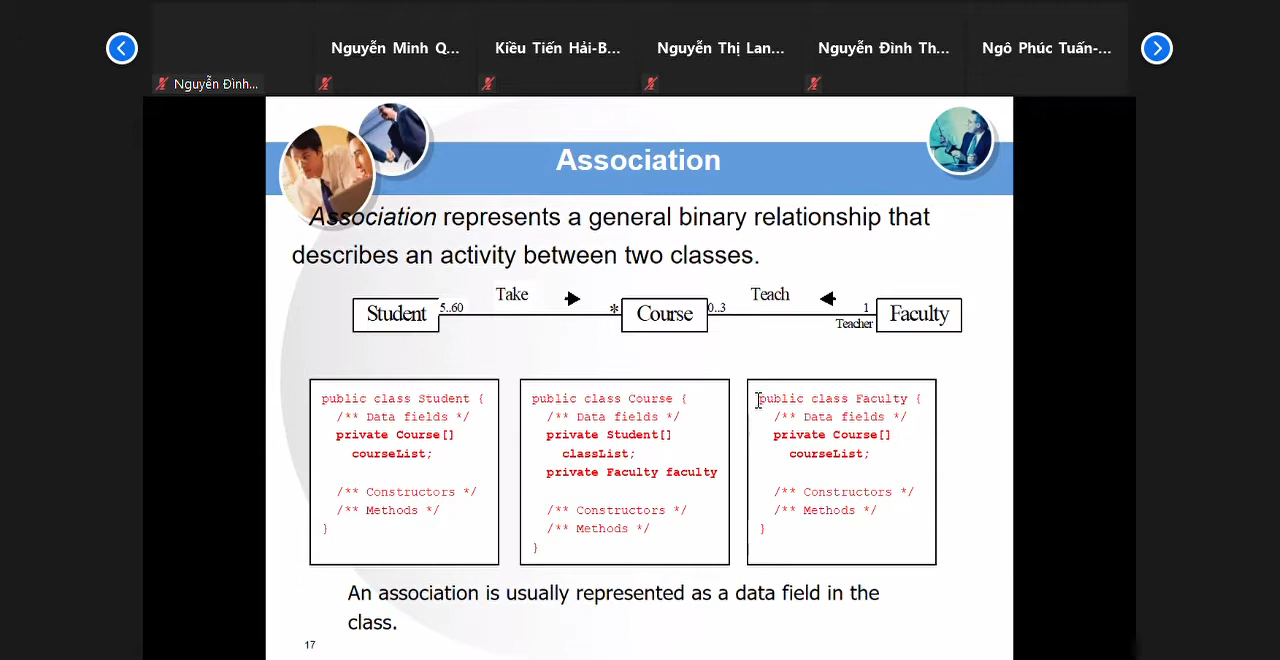 Nguyễn Minh Q...
Kiều Tiến Hải-B...
Nguyễn Thị Lan...
Nguyễn Đình Th...
Ngô Phúc Tuấn-...
Nguyễn Đình...
Association
Association represents a general binary relationship that
describes an activity between two classes.
Take
Teach
Student
5..60
*
Course
0..3
1
Teacher
Faculty
public class Student {
/** Data fields */
private Course[]
courseList;
/** Constructors */
/** Methods */
}
public class Course {
/** Data fields */
private Student[]
classList;
private Faculty faculty
/** Constructors */
/** Methods */
}
public class Faculty {
/** Data fields */
private Course[]
courseList;
/** Constructors */
/** Methods */
}
An association is usually represented as a data field in the
class.
17